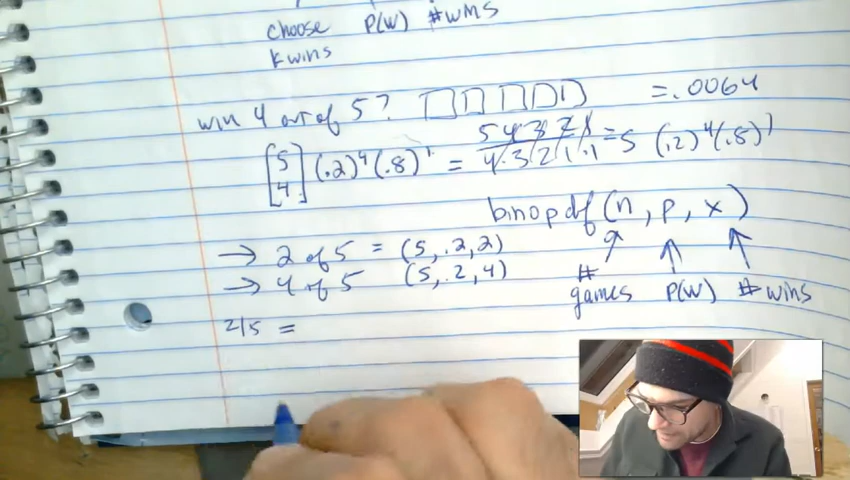 choose P(W) #wins
k wins
win 4 out of 5? =.0064
[5 4] (.2)⁴(.8)¹ = 5 4 3 2 1 / 4·3·2·1·1 = 5 (.2)⁴(.8)¹
binopdf (n, p, x)
→ 2 of 5 = (5, .2, 2)
→ 4 of 5 (5, .2, 4)
# games P(W) # wins
2/5 =